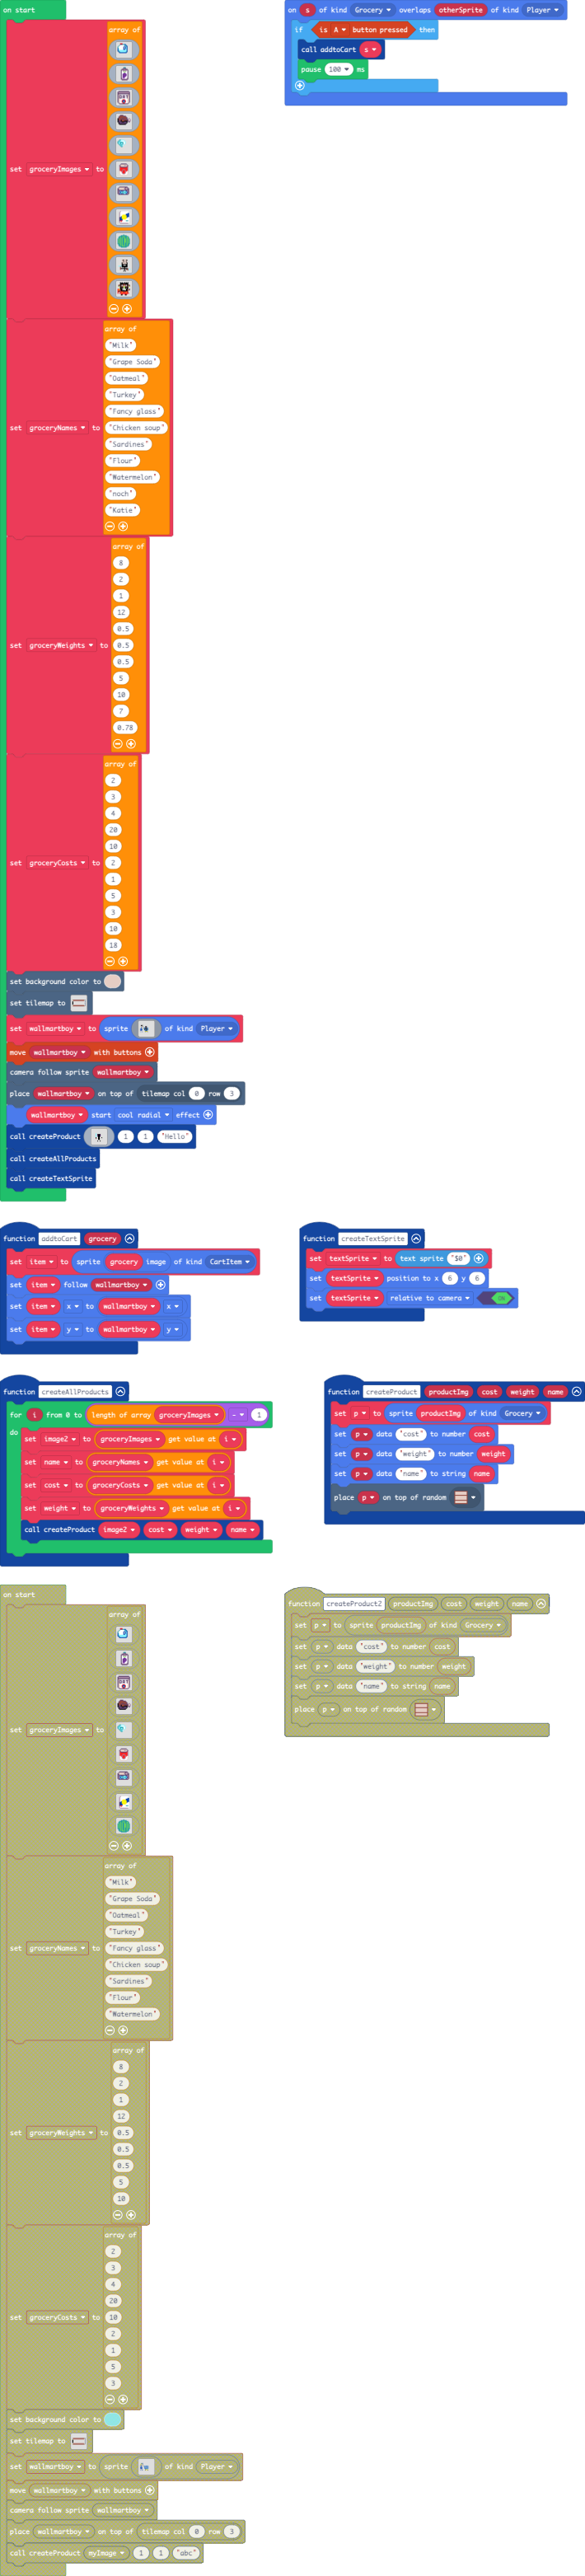 on start
array of
set groceryImages to
array of
"Milk"
"Grape Soda"
"Oatmeal"
"Turkey"
"Fancy glass"
set groceryNames to
"Chicken soup"
"Sardines"
"Flour"
"Watermelon"
"noch"
"Katie"
array of
8
2
1
12
0.5
set groceryWeights to
0.5
0.5
5
10
7
0.78
array of
2
3
4
20
10
set groceryCosts to
2
1
5
3
10
18
set background color to
set tilemap to
set wallmartboy to sprite of kind Player
move wallmartboy with buttons
camera follow sprite wallmartboy
place wallmartboy on top of tilemap col 0 row 3
wallmartboy start cool radial effect
call createProduct 1 1 "Hello"
call createAllProducts
call createTextSprite
on s of kind Grocery overlaps otherSprite of kind Player
if is A button pressed then
call addtoCart s
pause 100 ms
function addtoCart grocery
set item to sprite grocery image of kind CartItem
set item follow wallmartboy
set item x to wallmartboy x
set item y to wallmartboy y
function createTextSprite
set textSprite to text sprite "$0"
set textSprite position to x 6 y 6
set textSprite relative to camera ON
function createAllProducts
for i from 0 to length of array groceryImages - 1
do
set image2 to groceryImages get value at i
set name to groceryNames get value at i
set cost to groceryCosts get value at i
set weight to groceryWeights get value at i
call createProduct image2 cost weight name
function createProduct productImg cost weight name
set p to sprite productImg of kind Grocery
set p data "cost" to number cost
set p data "weight" to number weight
set p data "name" to string name
place p on top of random
on start
array of
set groceryImages to
array of
"Milk"
"Grape Soda"
"Oatmeal"
"Turkey"
set groceryNames to
"Fancy glass"
"Chicken soup"
"Sardines"
"Flour"
"Watermelon"
array of
8
2
1
12
set groceryWeights to
0.5
0.5
0.5
5
10
array of
2
3
4
20
set groceryCosts to
10
2
1
5
3
set background color to
set tilemap to
set wallmartboy to sprite of kind Player
move wallmartboy with buttons
camera follow sprite wallmartboy
place wallmartboy on top of tilemap col 0 row 3
call createProduct myImage 1 1 "abc"
function createProduct2 productImg cost weight name
set p to sprite productImg of kind Grocery
set p data "cost" to number cost
set p data "weight" to number weight
set p data "name" to string name
place p on top of random